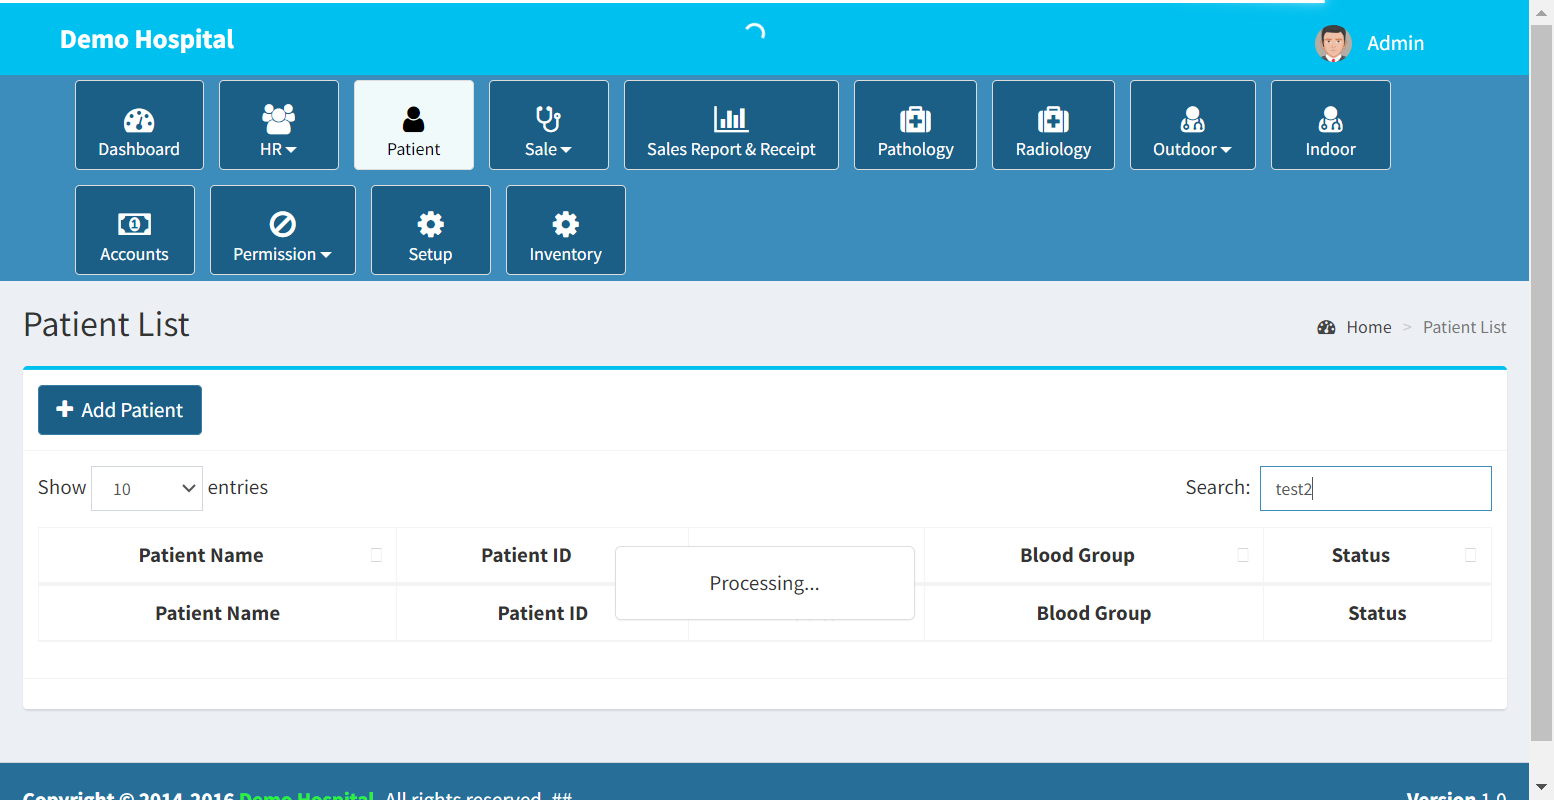 Demo Hospital
Admin
Dashboard
HR
Patient
Sale
Sales Report & Receipt
Pathology
Radiology
Outdoor
Indoor
Accounts
Permission
Setup
Inventory
Patient List
Home > Patient List
Add Patient
Show 10 entries
Search: test2
Patient Name Patient ID Blood Group Status
Processing...
Patient Name Patient ID Blood Group Status
Copyright © 2014-2016 Demo Hospital. All rights reserved. ##
Version 1.0